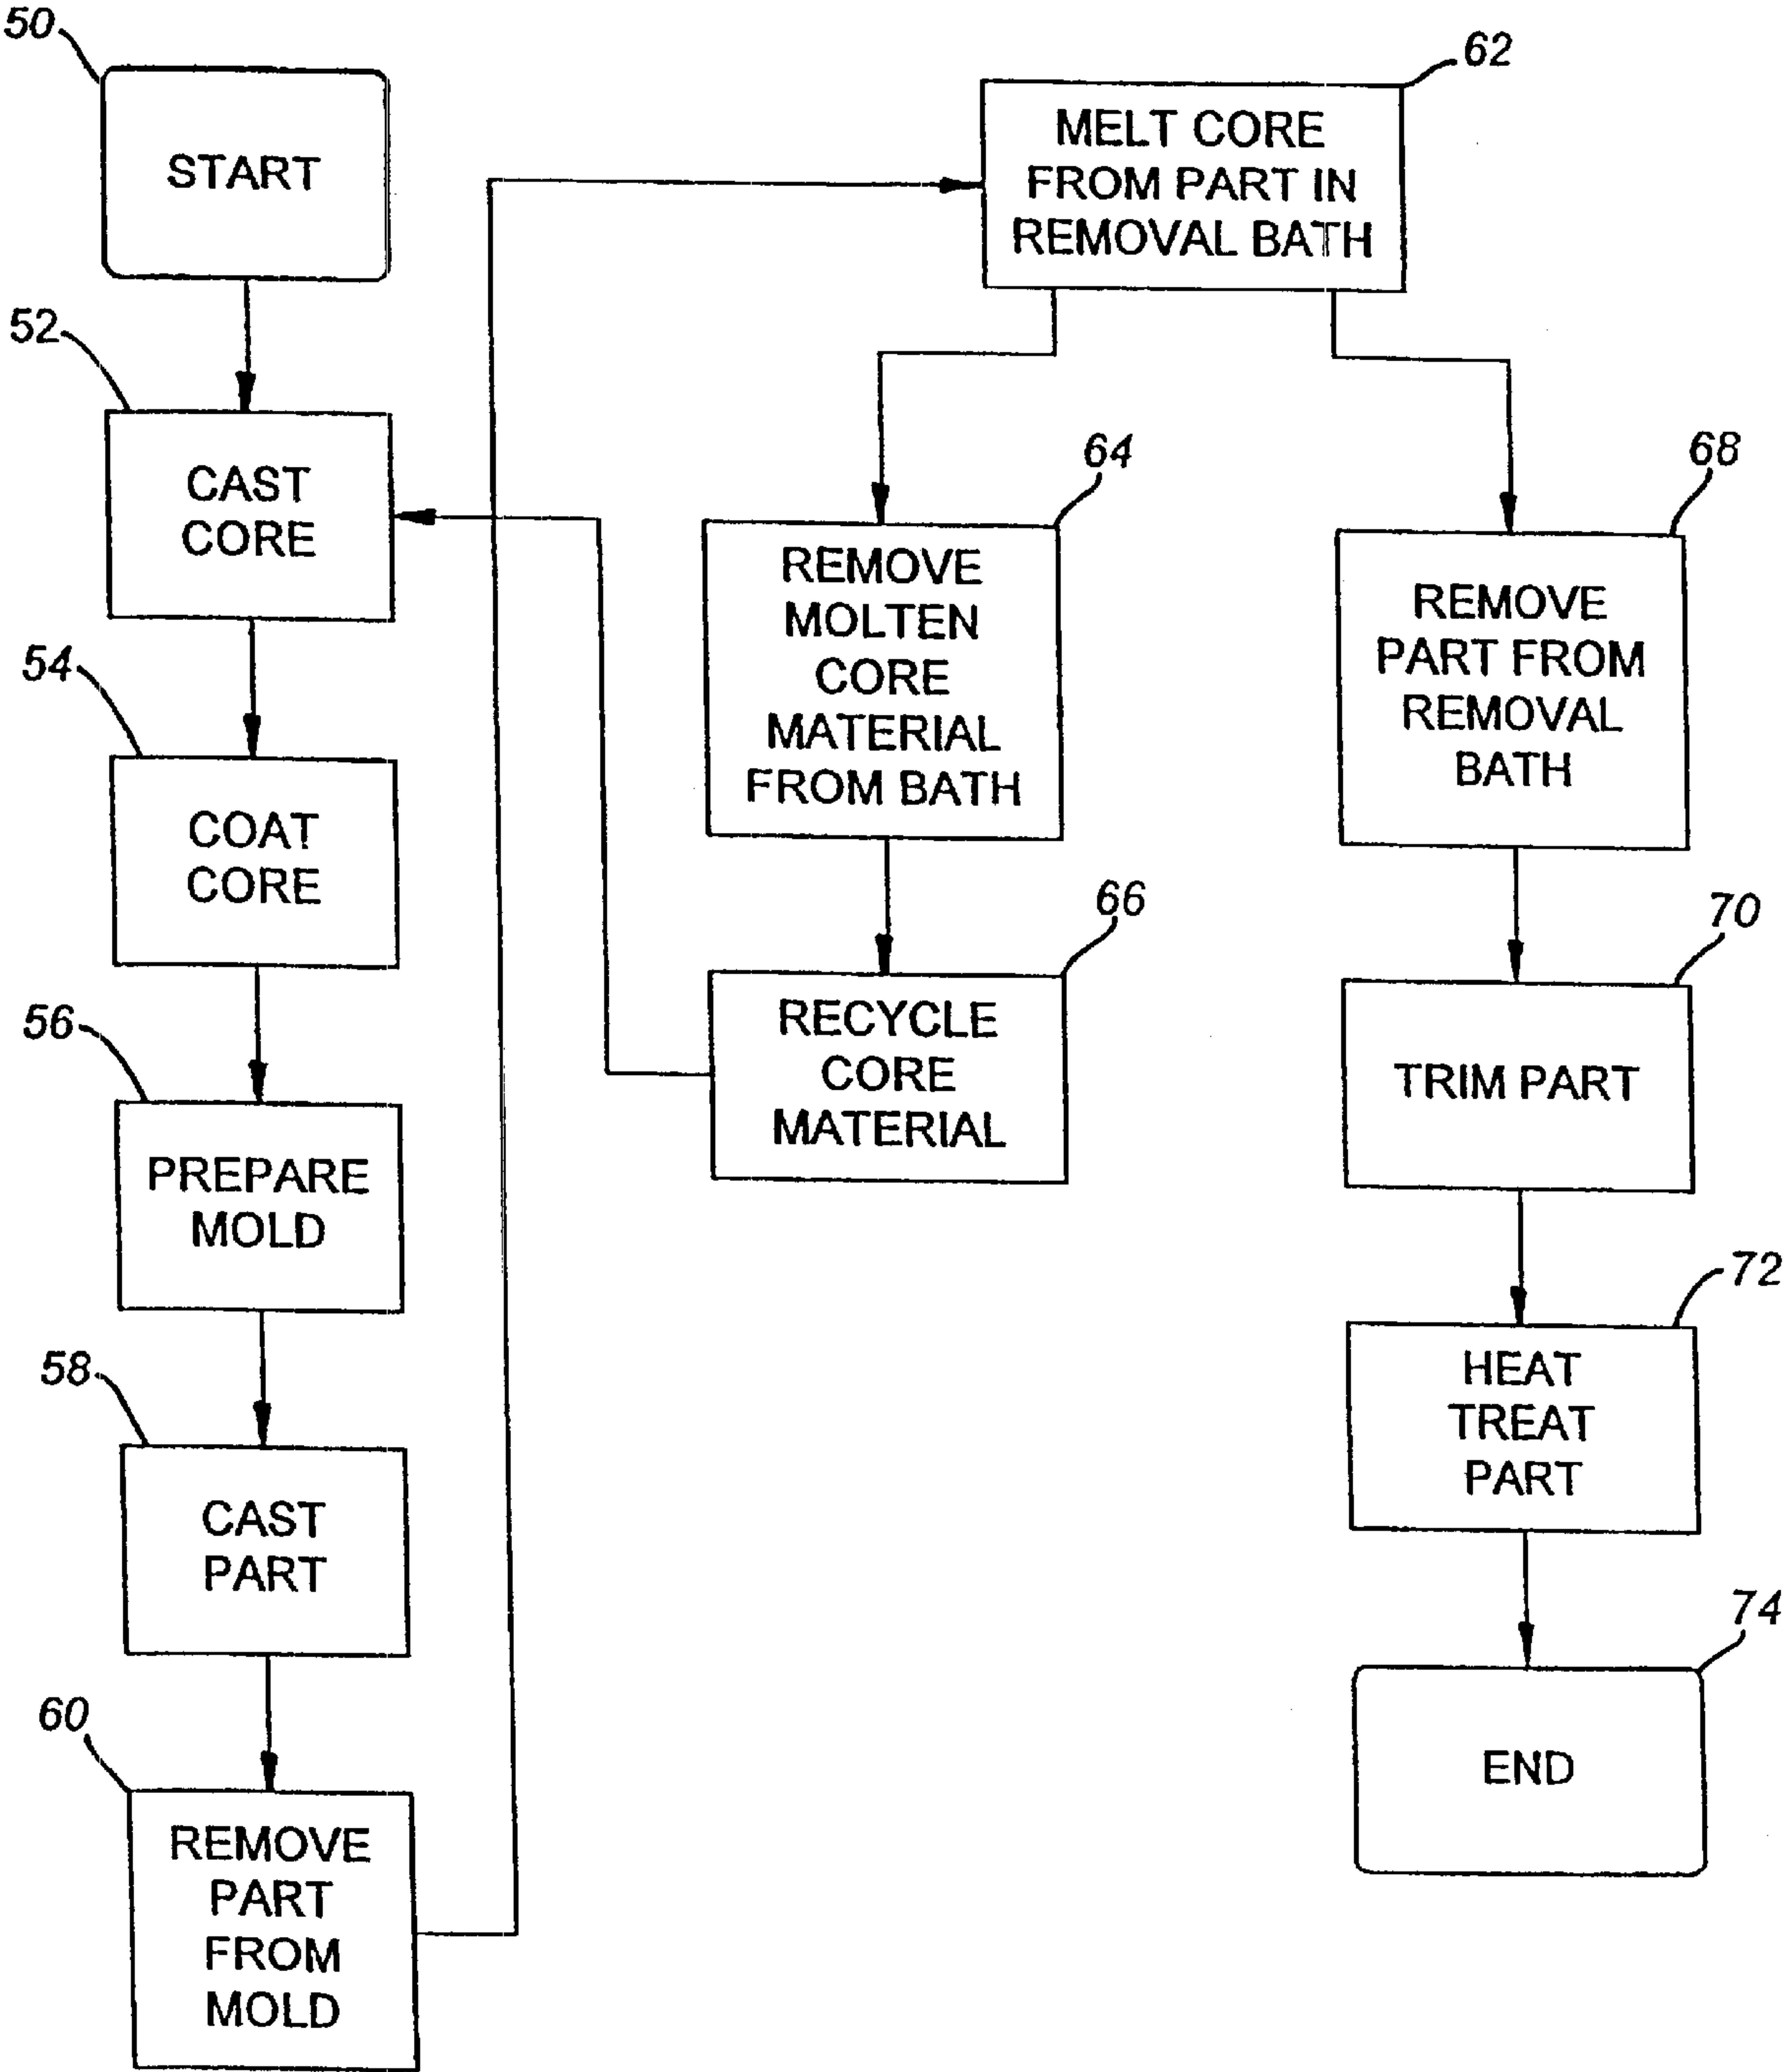 50
START
52
CAST
CORE
54
COAT
CORE
56
PREPARE
MOLD
58
CAST
PART
60
REMOVE
PART
FROM
MOLD
62
MELT CORE
FROM PART IN
REMOVAL BATH
64
REMOVE
MOLTEN
CORE
MATERIAL
FROM BATH
66
RECYCLE
CORE
MATERIAL
68
REMOVE
PART FROM
REMOVAL
BATH
70
TRIM PART
72
HEAT
TREAT
PART
74
END